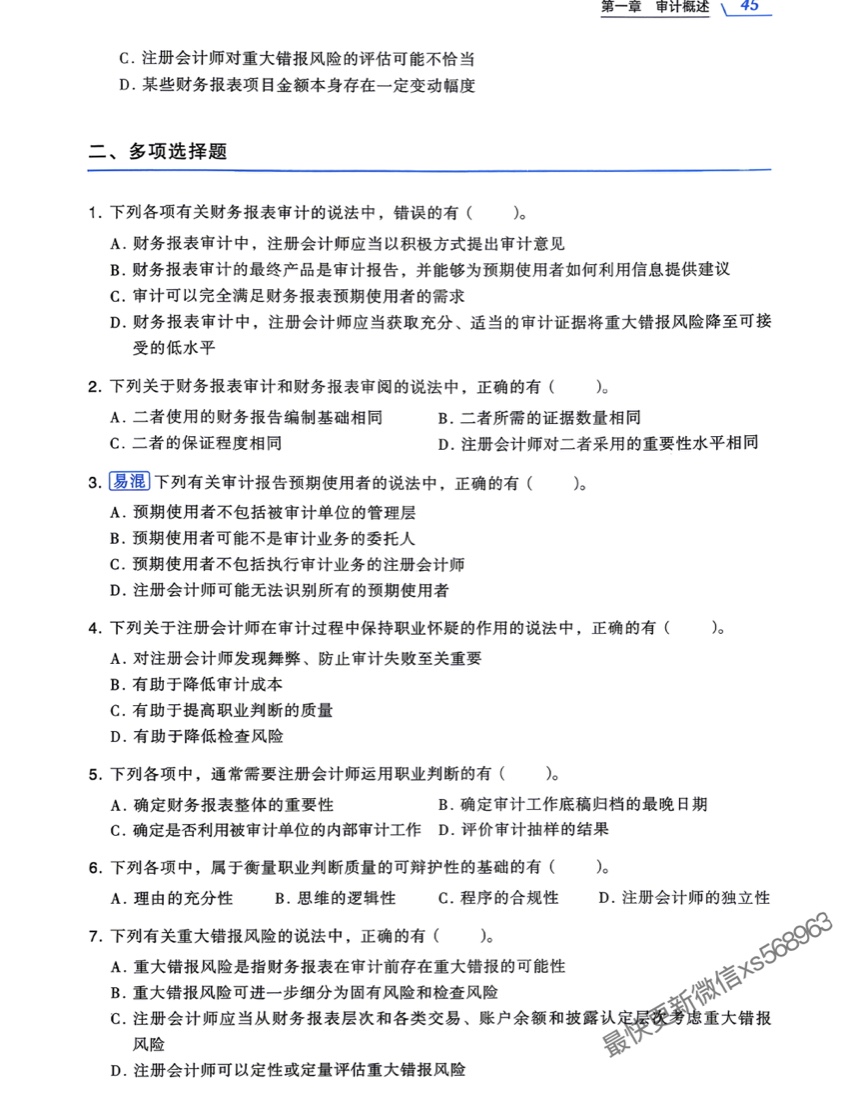 第一章 审计概述 45
C. 注册会计师对重大错报风险的评估可能不恰当
D. 某些财务报表项目金额本身存在一定变动幅度
二、多项选择题
1. 下列各项有关财务报表审计的说法中，错误的有（　　）。
A. 财务报表审计中，注册会计师应当以积极方式提出审计意见
B. 财务报表审计的最终产品是审计报告，并能够为预期使用者如何利用信息提供建议
C. 审计可以完全满足财务报表预期使用者的需求
D. 财务报表审计中，注册会计师应当获取充分、适当的审计证据将重大错报风险降至可接
受的低水平
2. 下列关于财务报表审计和财务报表审阅的说法中，正确的有（　　）。
A. 二者使用的财务报告编制基础相同 B. 二者所需的证据数量相同
C. 二者的保证程度相同 D. 注册会计师对二者采用的重要性水平相同
3. 易混 下列有关审计报告预期使用者的说法中，正确的有（　　）。
A. 预期使用者不包括被审计单位的管理层
B. 预期使用者可能不是审计业务的委托人
C. 预期使用者不包括执行审计业务的注册会计师
D. 注册会计师可能无法识别所有的预期使用者
4. 下列关于注册会计师在审计过程中保持职业怀疑的作用的说法中，正确的有（　　）。
A. 对注册会计师发现舞弊、防止审计失败至关重要
B. 有助于降低审计成本
C. 有助于提高职业判断的质量
D. 有助于降低检查风险
5. 下列各项中，通常需要注册会计师运用职业判断的有（　　）。
A. 确定财务报表整体的重要性 B. 确定审计工作底稿归档的最晚日期
C. 确定是否利用被审计单位的内部审计工作 D. 评价审计抽样的结果
6. 下列各项中，属于衡量职业判断质量的可辩护性的基础的有（　　）。
A. 理由的充分性 B. 思维的逻辑性 C. 程序的合规性 D. 注册会计师的独立性
7. 下列有关重大错报风险的说法中，正确的有（　　）。
A. 重大错报风险是指财务报表在审计前存在重大错报的可能性
B. 重大错报风险可进一步细分为固有风险和检查风险
C. 注册会计师应当从财务报表层次和各类交易、账户余额和披露认定层次考虑重大错报
风险
D. 注册会计师可以定性或定量评估重大错报风险
最快更新微信xs568963